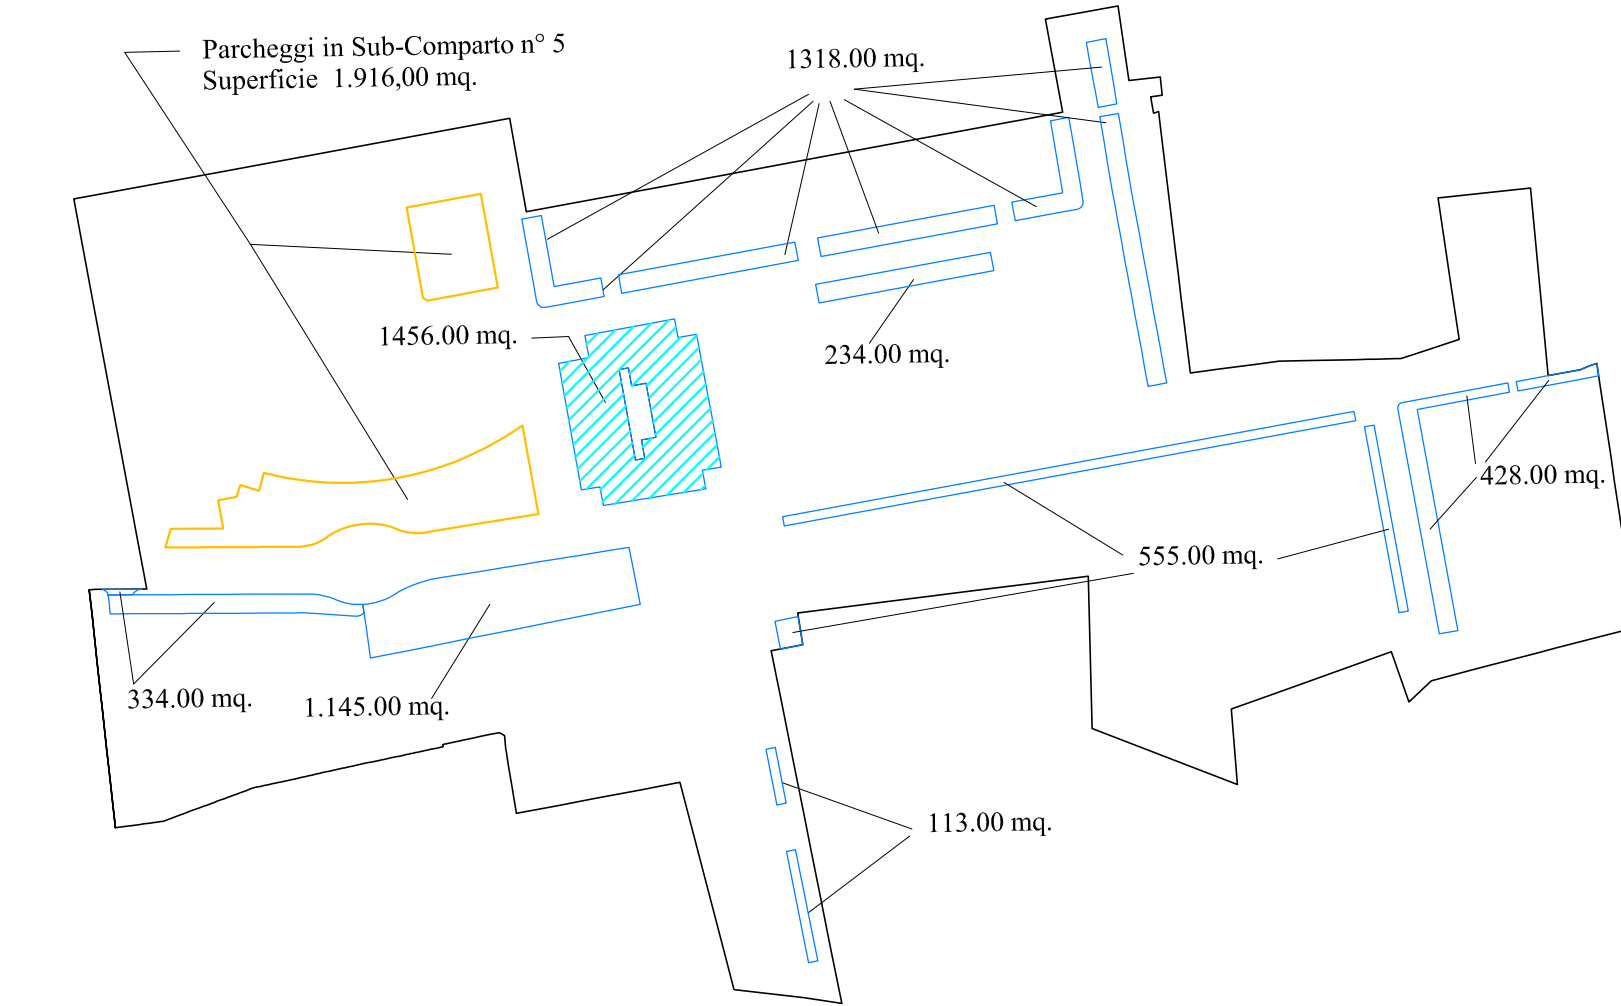 Parcheggi in Sub-Comparto n° 5
Superficie 1.916,00 mq.
1318.00 mq.
1456.00 mq.
234.00 mq.
428.00 mq.
555.00 mq.
334.00 mq.
1.145.00 mq.
113.00 mq.